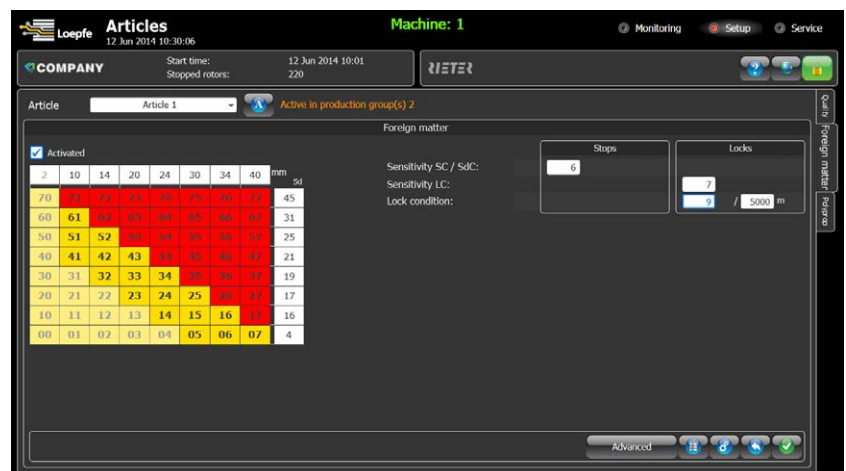 Loepfe
Articles
12 Jun 2014 10:30:06
Machine: 1
Monitoring
Setup
Service
COMPANY
Start time: 12 Jun 2014 10:01
Stopped rotors: 220
RIETER
Article
Article 1
Active in production group(s) 2
Quality
Foreign matter
Foreign matter
Activated
Stops
Locks
Sensitivity SC / SdC: 6
Sensitivity LC: 7
Lock condition: 9 / 5000 m
2 10 14 20 24 30 34 40 mm
Sd
70 71 72 73 74 75 76 77 45
60 61 62 63 64 65 66 67 31
50 51 52 53 54 55 56 57 25
40 41 42 43 44 45 46 47 21
30 31 32 33 34 35 36 37 19
20 21 22 23 24 25 26 27 17
10 11 12 13 14 15 16 17 16
00 01 02 03 04 05 06 07 4
Advanced